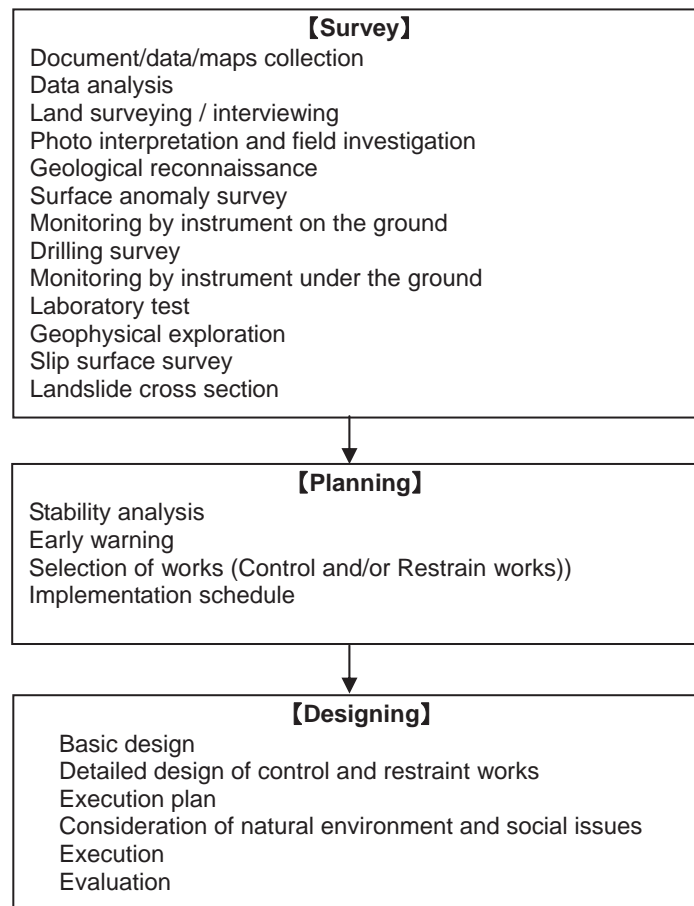 【Survey】
Document/data/maps collection
Data analysis
Land surveying / interviewing
Photo interpretation and field investigation
Geological reconnaissance
Surface anomaly survey
Monitoring by instrument on the ground
Drilling survey
Monitoring by instrument under the ground
Laboratory test
Geophysical exploration
Slip surface survey
Landslide cross section
【Planning】
Stability analysis
Early warning
Selection of works (Control and/or Restrain works))
Implementation schedule
【Designing】
Basic design
Detailed design of control and restraint works
Execution plan
Consideration of natural environment and social issues
Execution
Evaluation